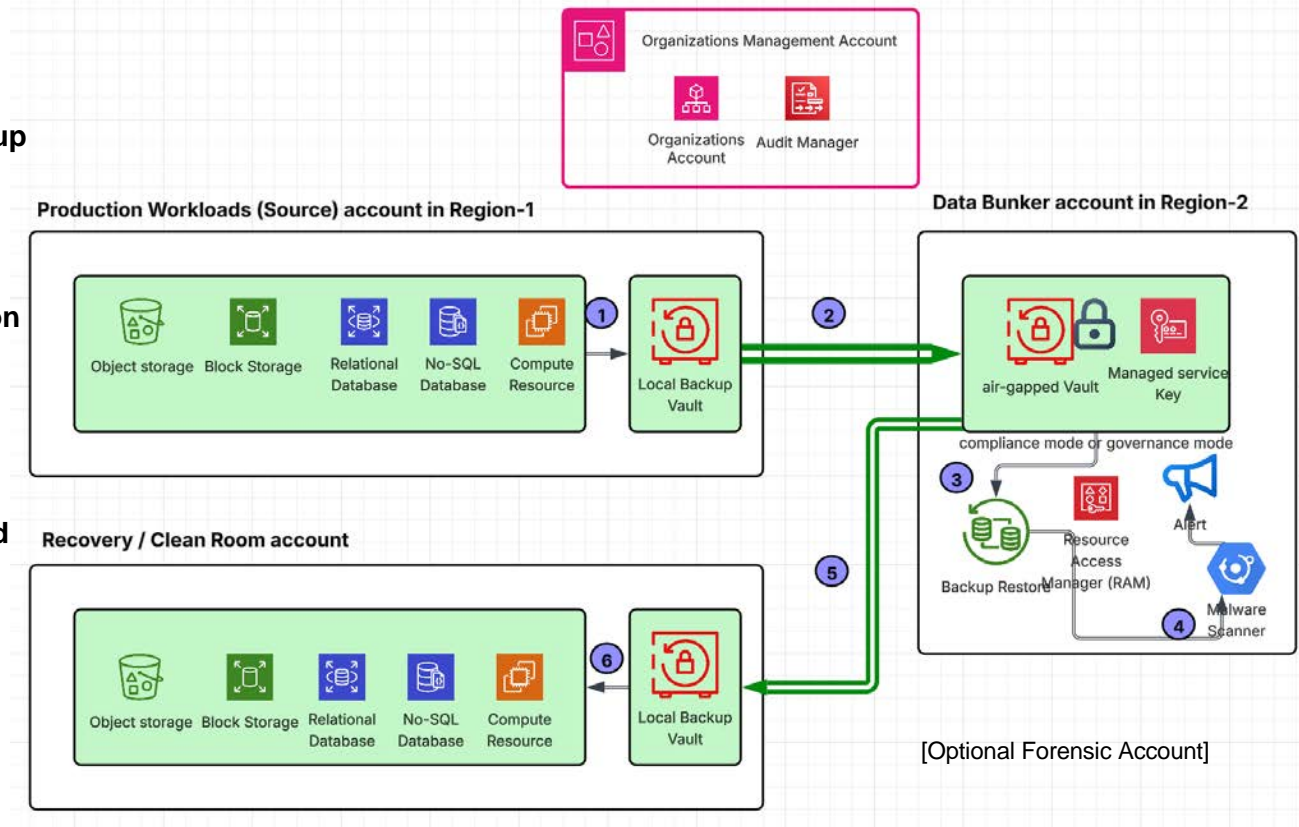 Organizations Management Account
Organizations
Account
Audit Manager
up
Production Workloads (Source) account in Region-1
Data Bunker account in Region-2
on
1
2
Object storage
Block Storage
Relational
Database
No-SQL
Database
Compute
Resource
Local Backup
Vault
air-gapped Vault
Managed service
Key
compliance mode or governance mode
3
Alert
Resource
Access
Manager (RAM)
Backup Restore
Malware
Scanner
4
d
Recovery / Clean Room account
5
6
Object storage
Block Storage
Relational
Database
No-SQL
Database
Compute
Resource
Local Backup
Vault
[Optional Forensic Account]